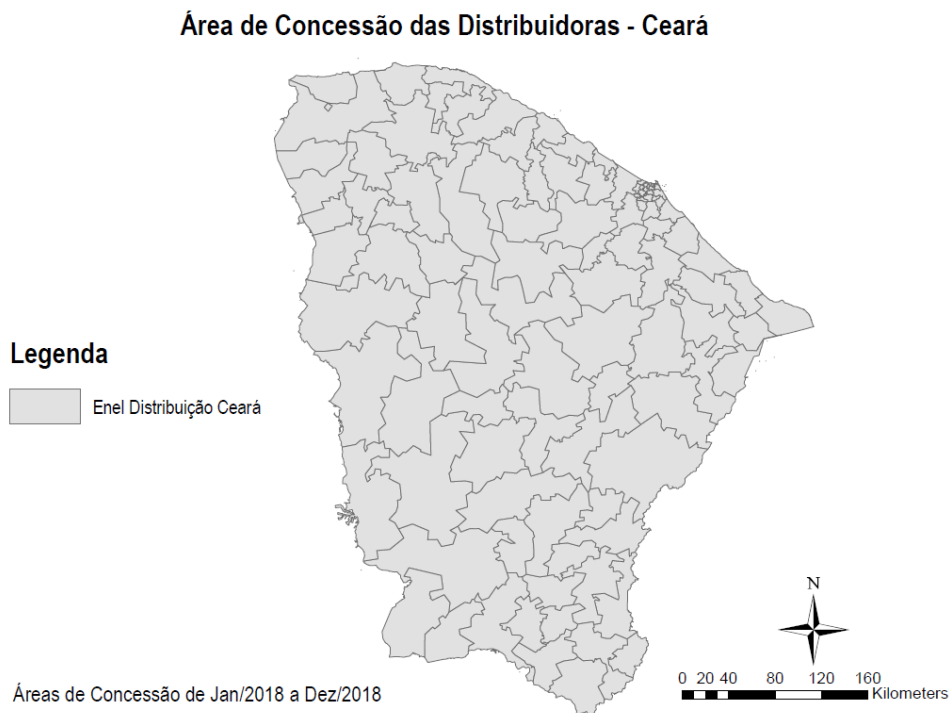 Área de Concessão das Distribuidoras - Ceará
Legenda
Enel Distribuição Ceará
N
0 20 40 80 120 160
Kilometers
Áreas de Concessão de Jan/2018 a Dez/2018